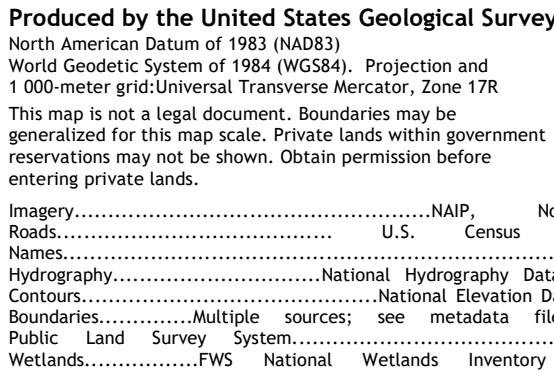 Produced by the United States Geological Survey
North American Datum of 1983 (NAD83)
World Geodetic System of 1984 (WGS84). Projection and
1 000-meter grid:Universal Transverse Mercator, Zone 17R
This map is not a legal document. Boundaries may be
generalized for this map scale. Private lands within government
reservations may not be shown. Obtain permission before
entering private lands.
Imagery.....................................................NAIP,
Roads......................................... U.S. Census
Names...............................................................
Hydrography...............................National Hydrography
Contours............................................National Elevation
Boundaries..............Multiple sources; see metadata
Public Land Survey System.......................................
Wetlands.................FWS National Wetlands Inventory